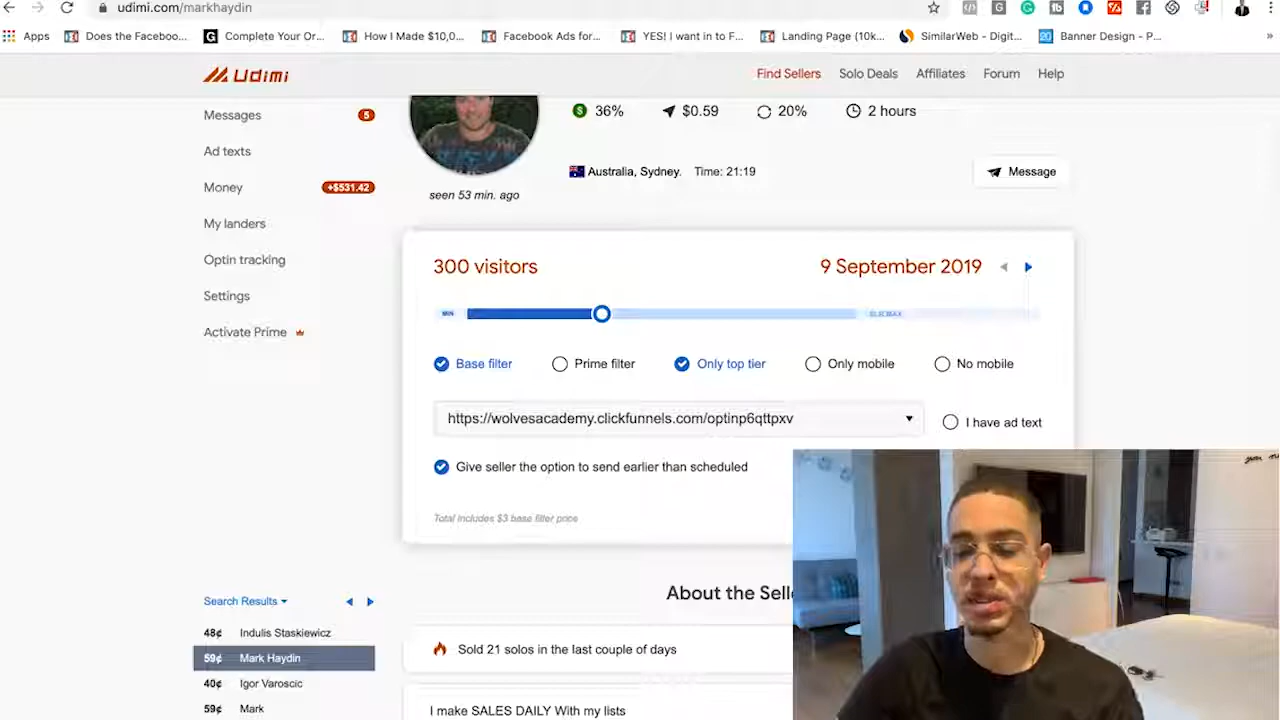 udimi.com/markhaydin
Apps
Does the Faceboo...
Complete Your Or...
How I Made $10,0...
Facebook Ads for...
YES! I want in to F...
Landing Page (10k...
SimilarWeb - Digit...
Banner Design - P...
»
Udimi
Find Sellers
Solo Deals
Affiliates
Forum
Help
Messages
5
Ad texts
Money
+$531.42
My landers
Optin tracking
Settings
Activate Prime
36%
$0.59
20%
2 hours
Australia, Sydney. Time: 21:19
Message
seen 53 min. ago
300 visitors
9 September 2019
MIN
Base filter
Prime filter
Only top tier
Only mobile
No mobile
https://wolvesacademy.clickfunnels.com/optinp6qttpxv
I have ad text
Give seller the option to send earlier than scheduled
Total includes $3 base filter price
About the Selle
Sold 21 solos in the last couple of days
I make SALES DAILY With my lists
Search Results
48¢ Indulis Staskiewicz
59¢ Mark Haydin
40¢ Igor Varoscic
59¢ Mark